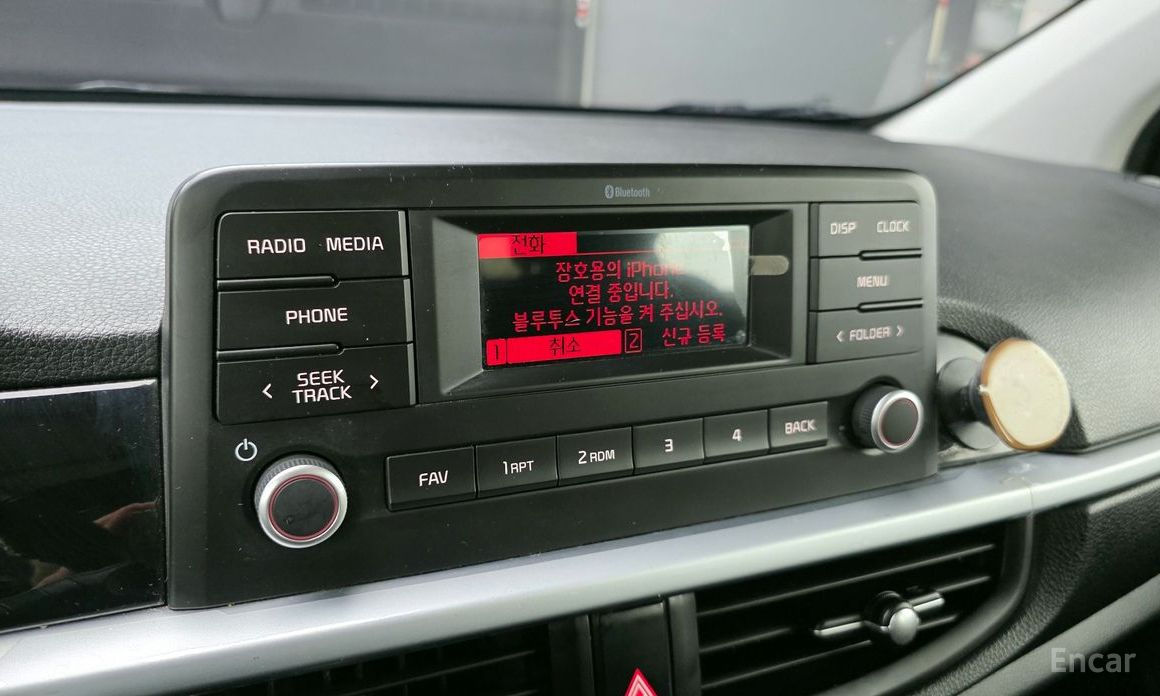 Bluetooth
RADIO MEDIA
PHONE
< SEEK TRACK >
전화
장호용의 iPhone
연결 중입니다.
블루투스 기능을 켜 주십시오.
1 취소 2 신규 등록
DISP CLOCK
MENU
< FOLDER >
FAV 1 RPT 2 RDM 3 4 BACK
Encar